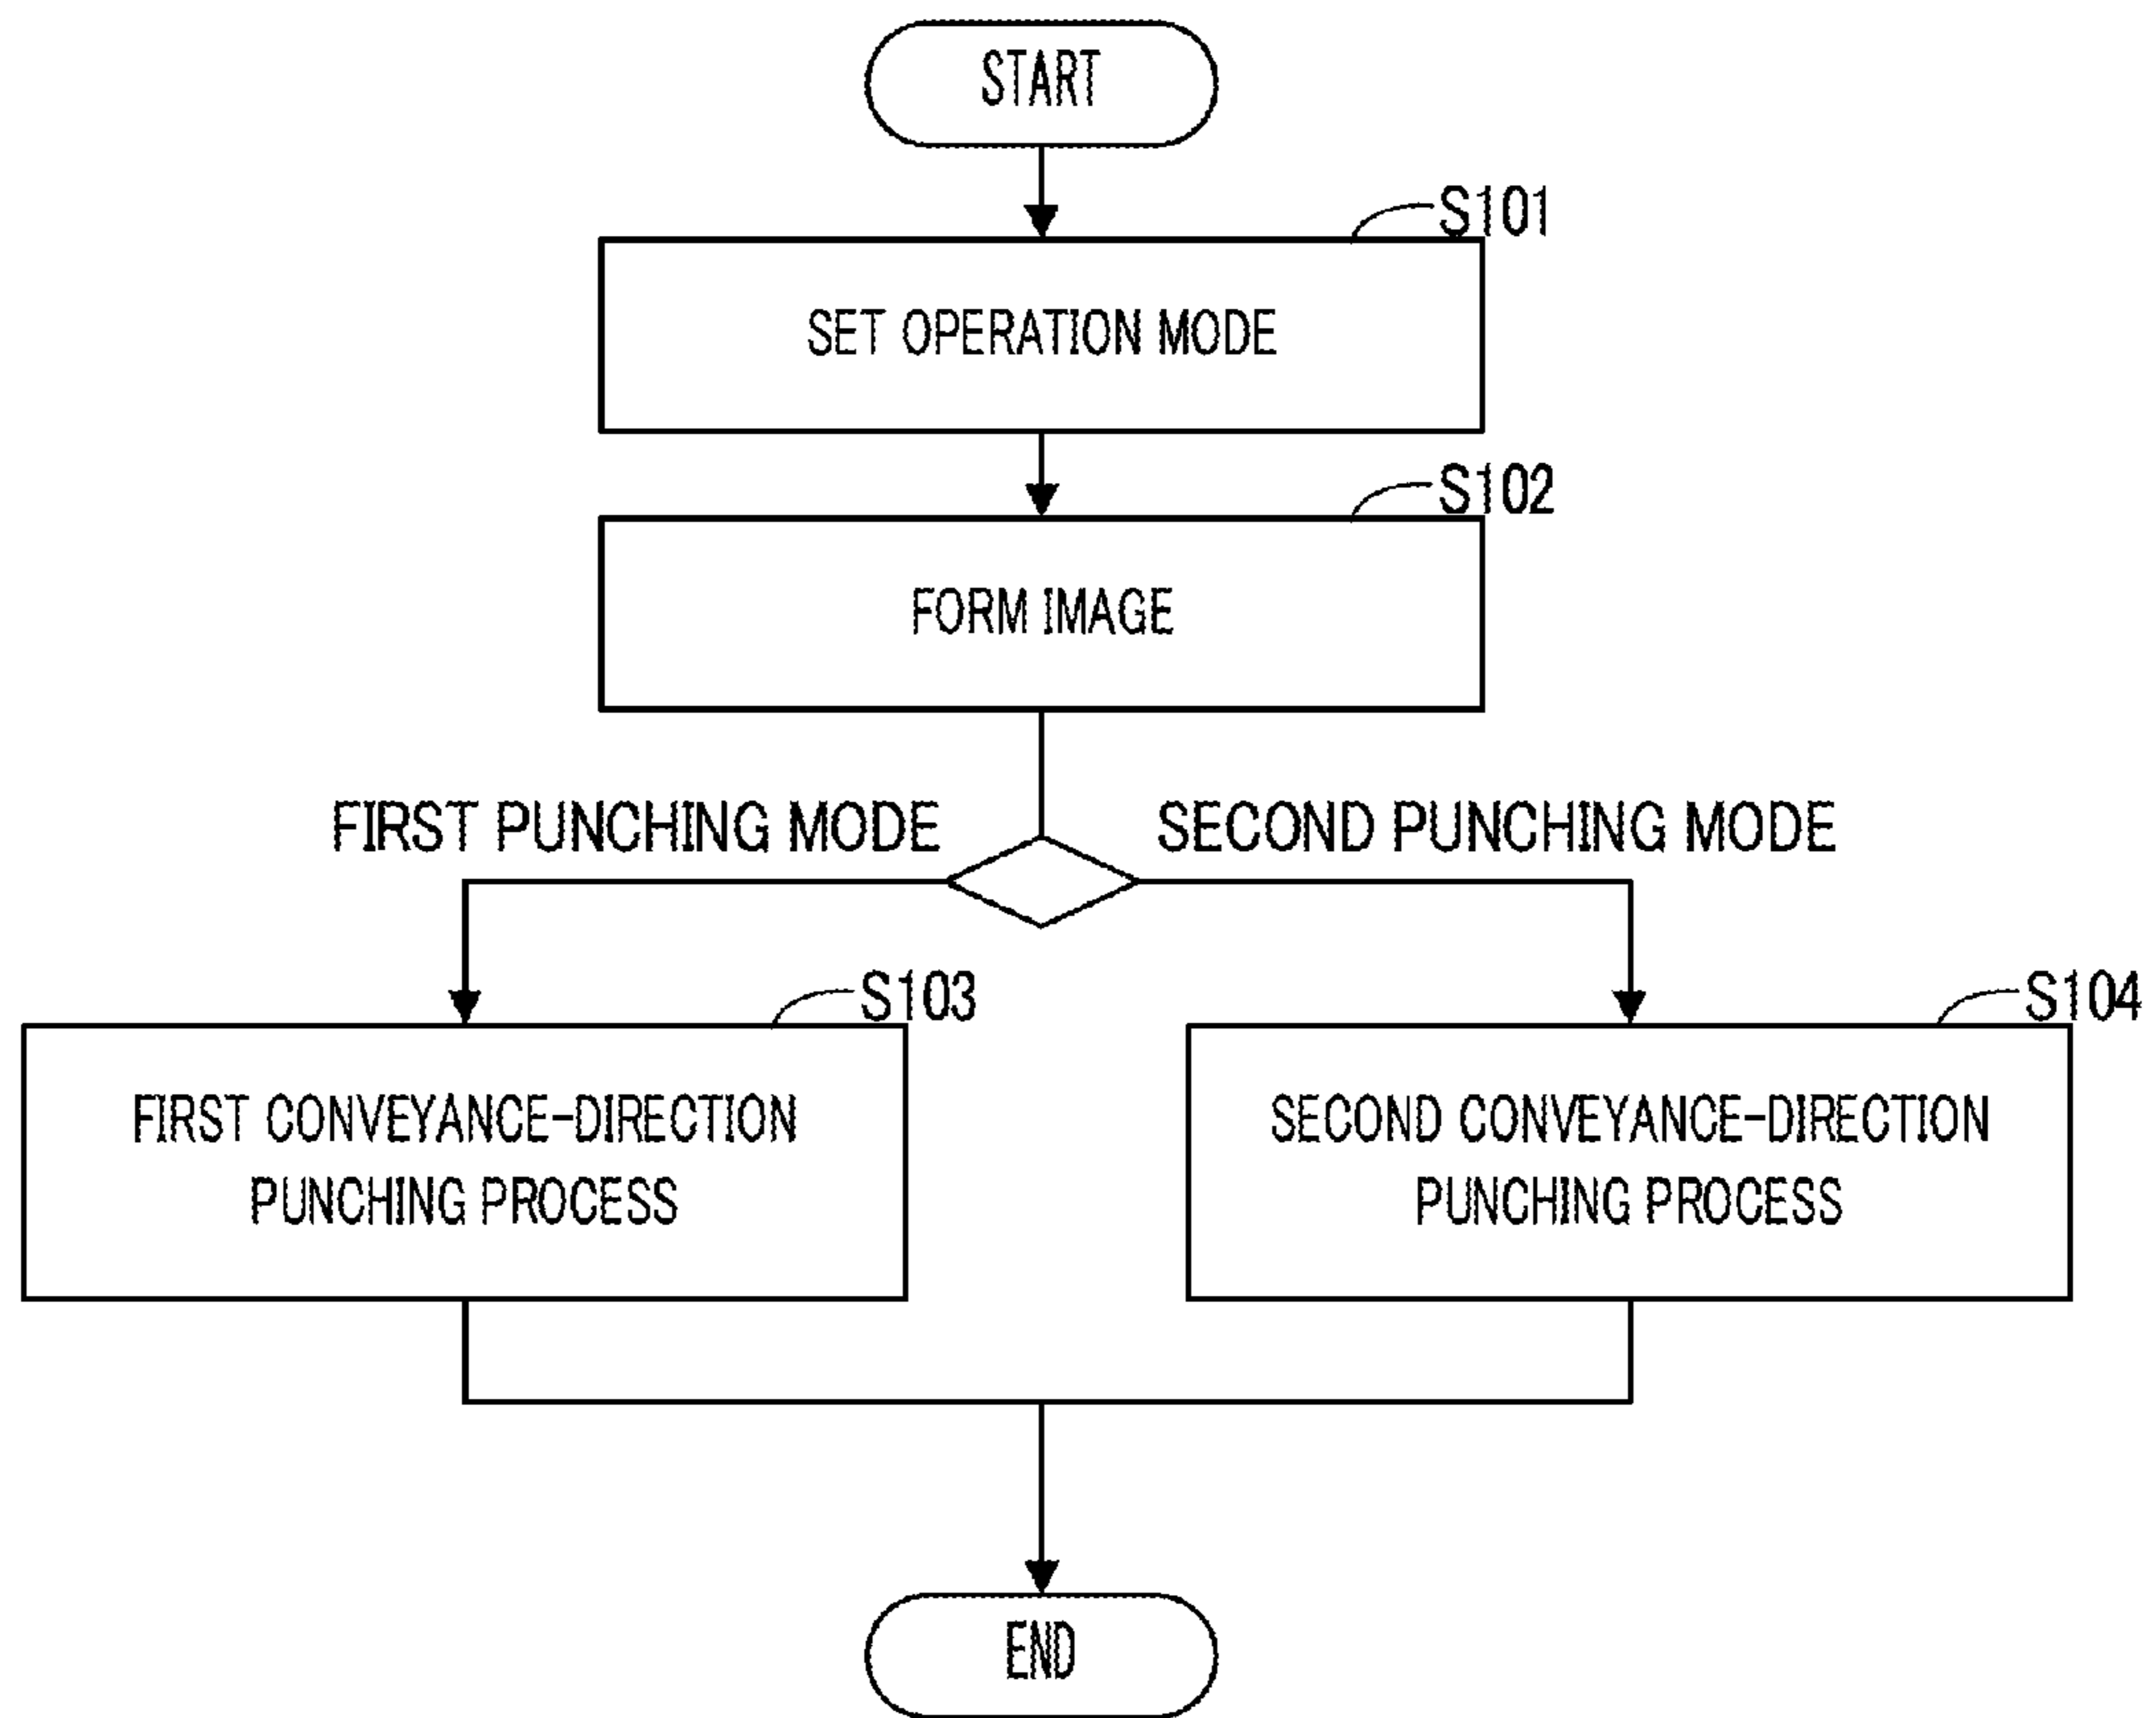 START
S101
SET OPERATION MODE
S102
FORM IMAGE
FIRST PUNCHING MODE
SECOND PUNCHING MODE
S103
FIRST CONVEYANCE-DIRECTION
PUNCHING PROCESS
S104
SECOND CONVEYANCE-DIRECTION
PUNCHING PROCESS
END